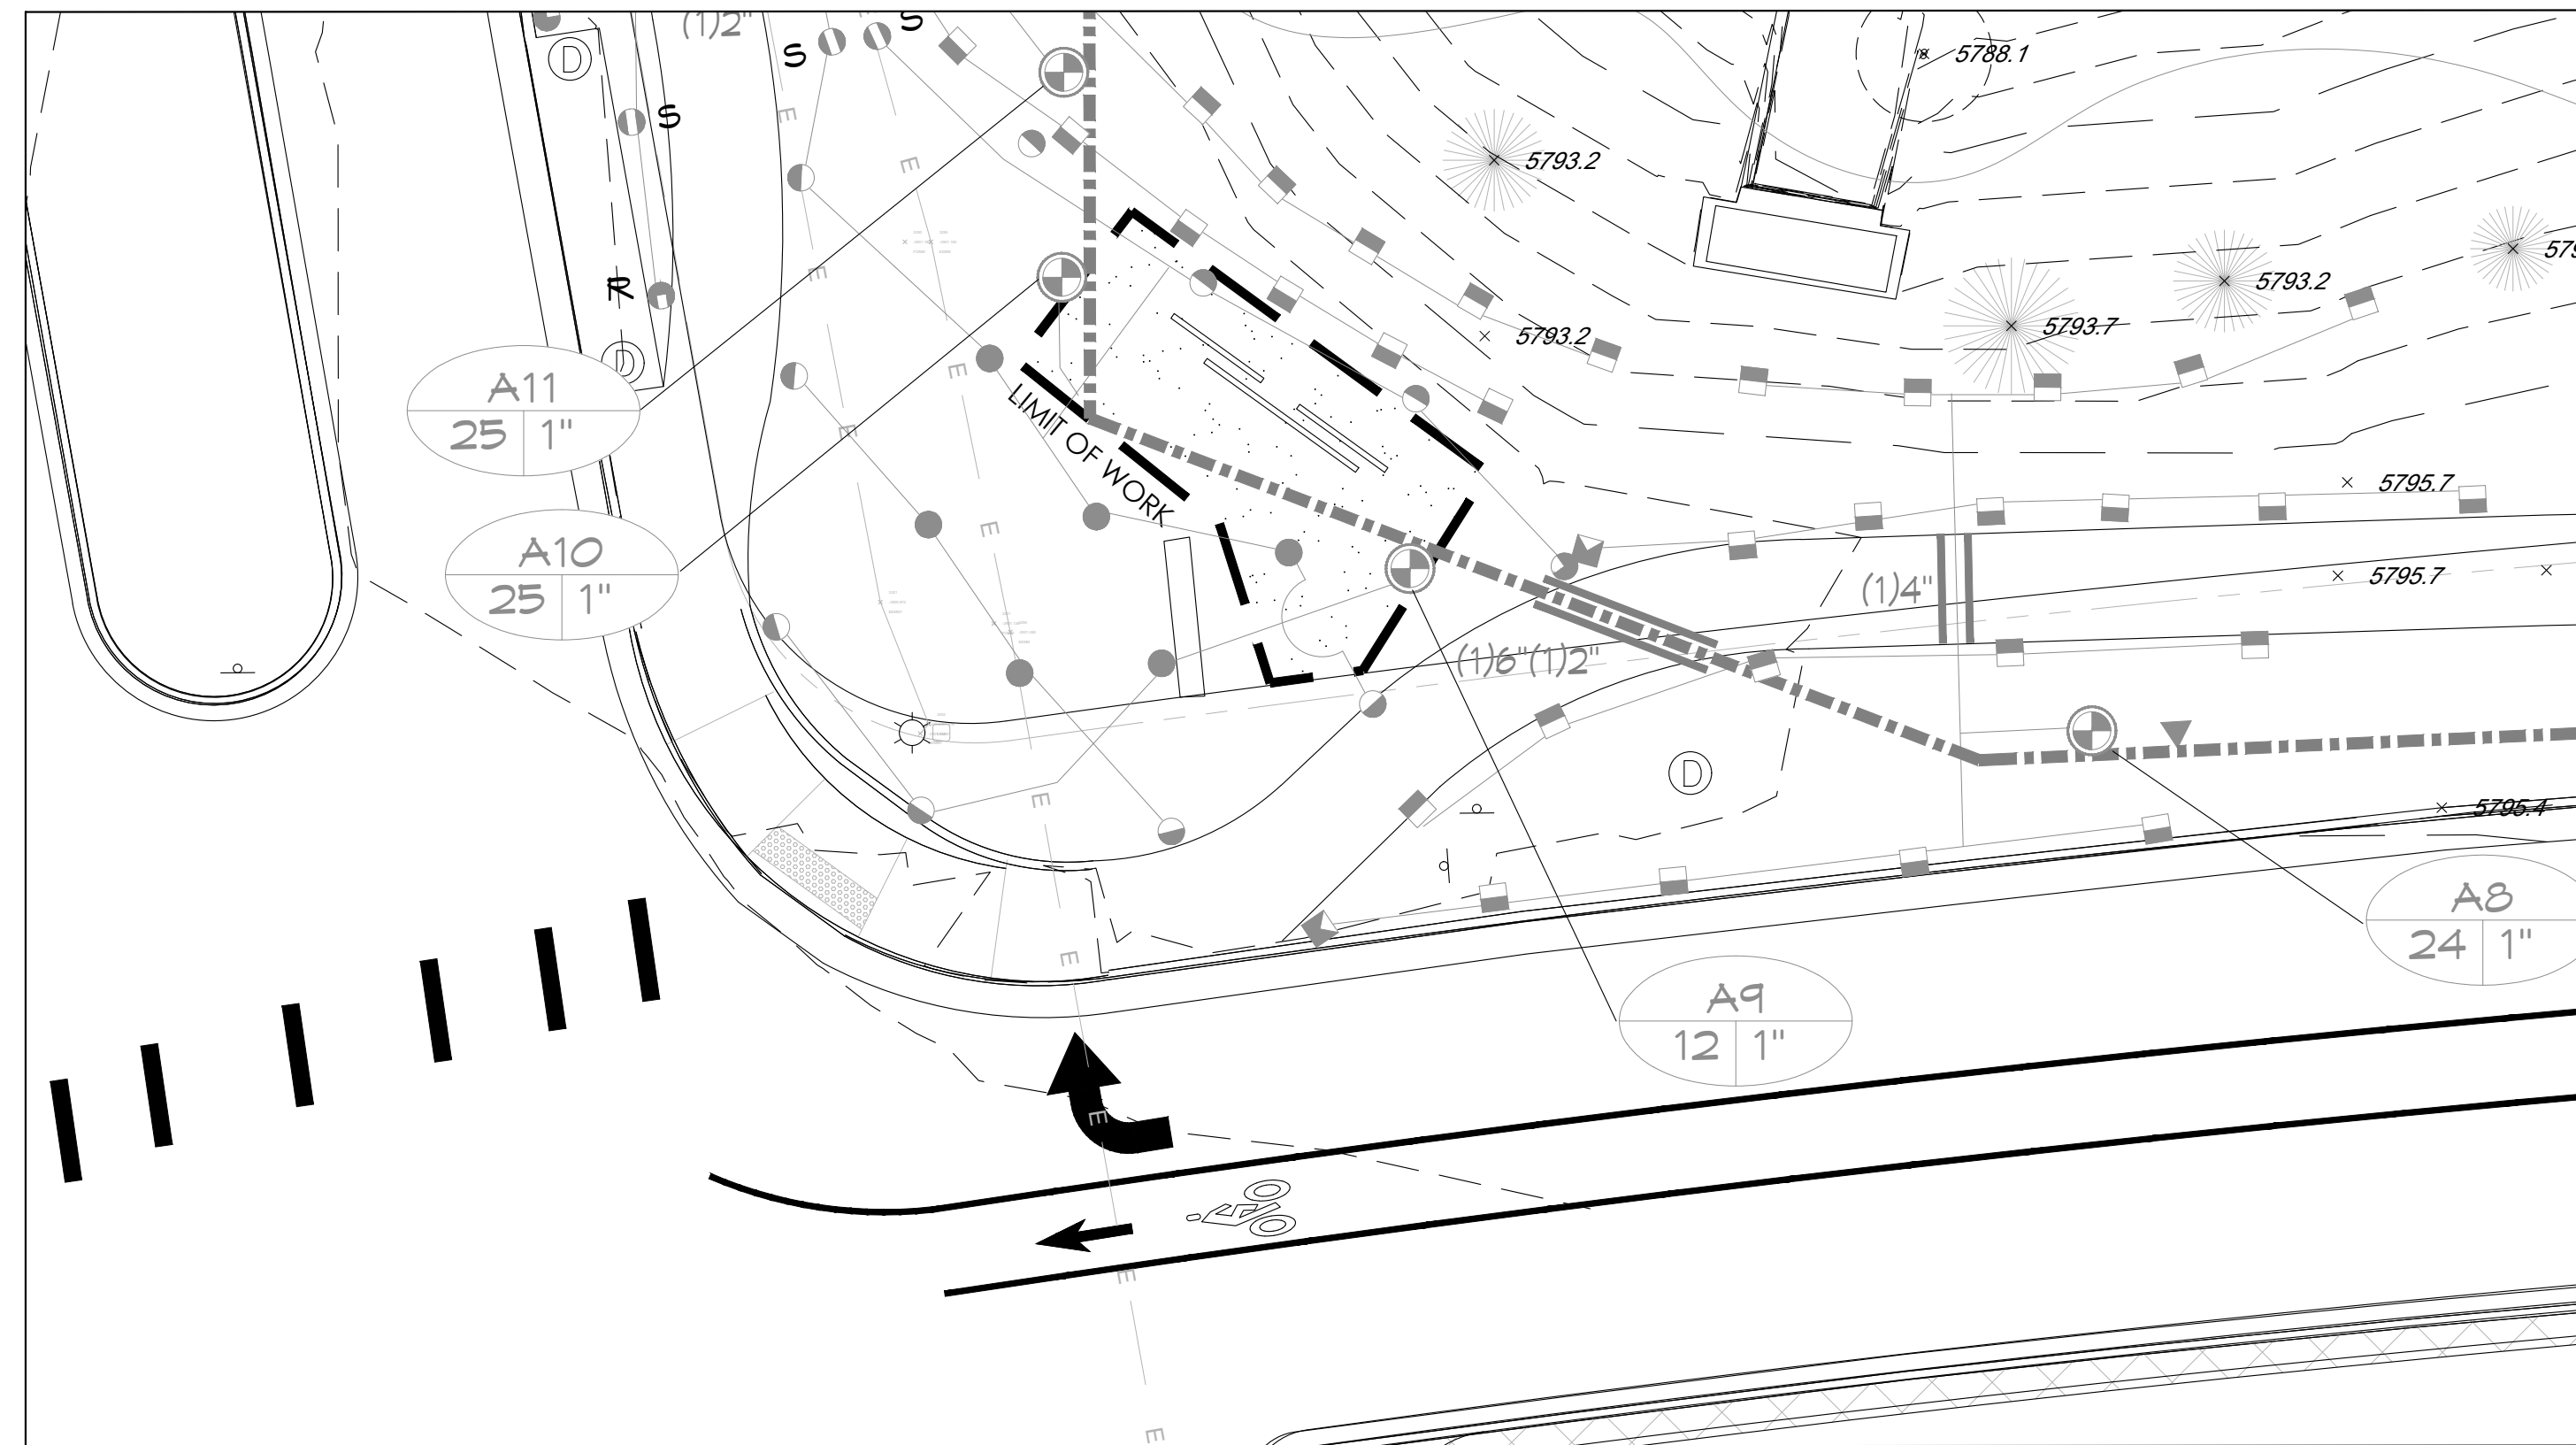 (1)2"
S
S
D
5788.1
S
E
E
5793.2
E
R
5793.2
5793.7
5793.2
D
E
A11
25 1"
E
LIMIT OF WORK
5795.7
E
A10
25 1"
5795.7
(1)4"
(1)6"(1)2"
D
E
5795.4
A8
24 1"
E
A9
12 1"
E
E
E